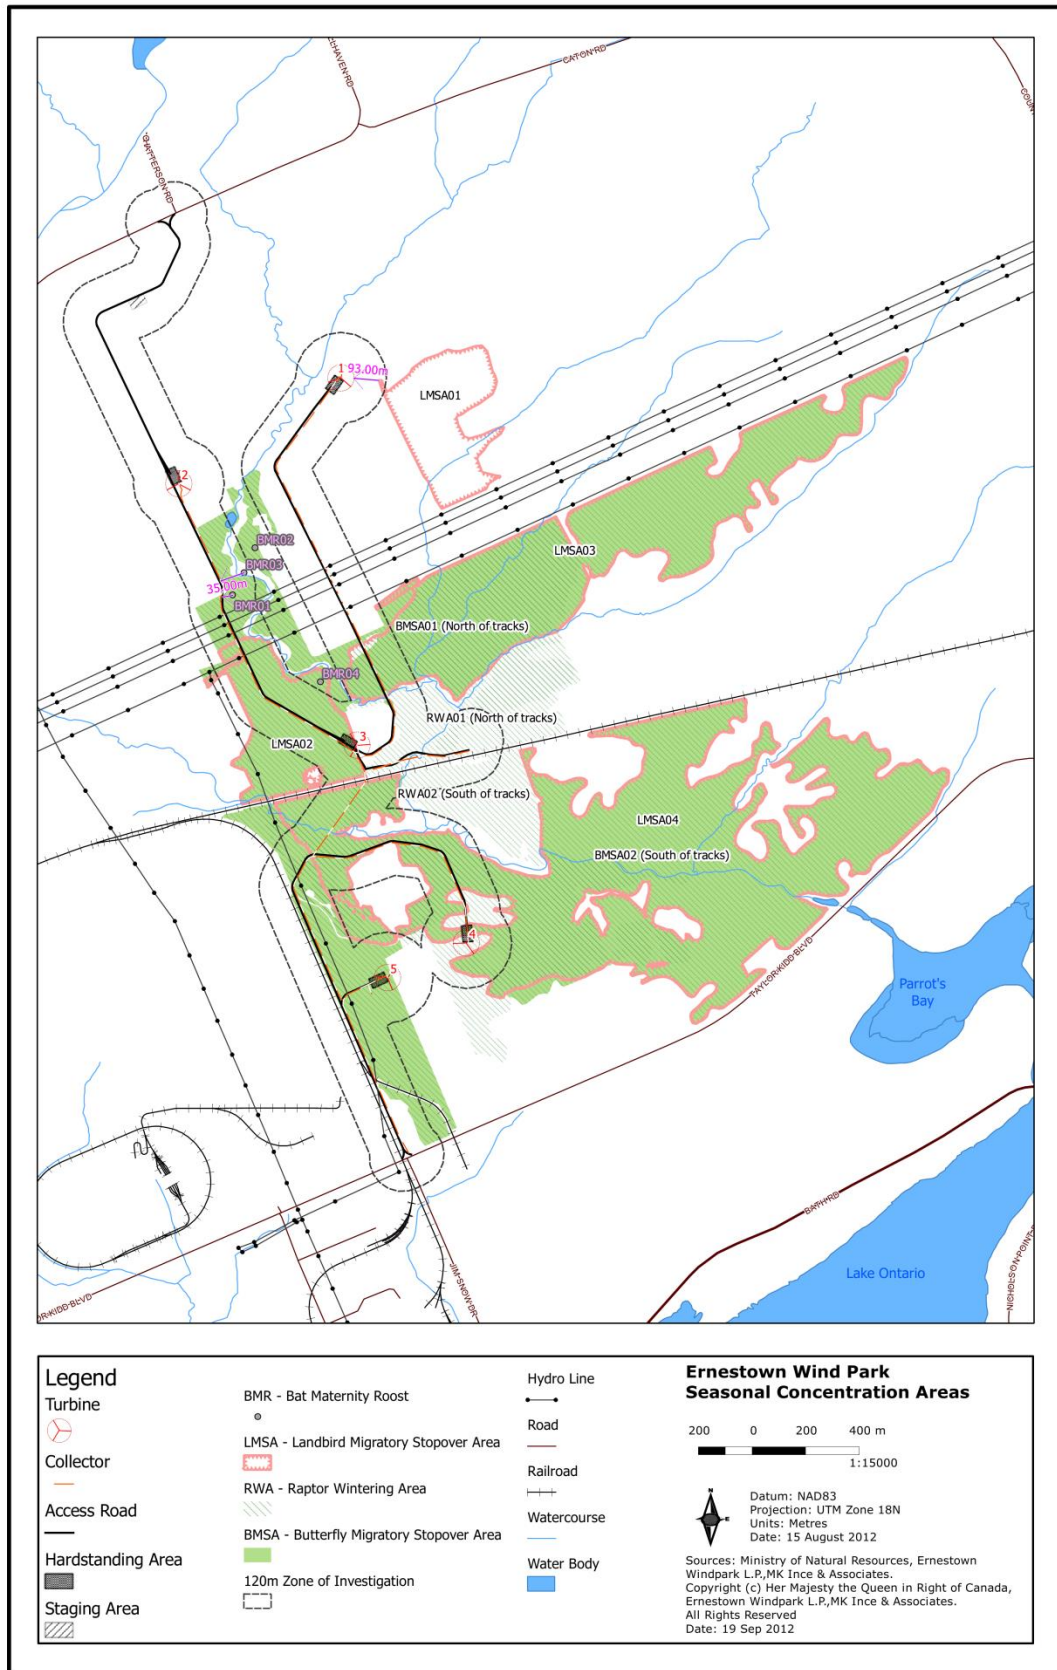 CATON RD
CHATTERSON RD
1
93.00m
LMSA01
2
BMR02
BMR03
35.00m
BMR01
LMSA03
BMSA01 (North of tracks)
BMR04
RWA01 (North of tracks)
3
LMSA02
RWA02 (South of tracks)
LMSA04
BMSA02 (South of tracks)
4
5
TAYLOR-KIDD BLVD
Parrot's
Bay
BATH RD
Lake Ontario
JIM SNOW DR
OR-KIDD BLVD
Legend
Turbine
Collector
Access Road
Hardstanding Area
Staging Area
BMR - Bat Maternity Roost
LMSA - Landbird Migratory Stopover Area
RWA - Raptor Wintering Area
BMSA - Butterfly Migratory Stopover Area
120m Zone of Investigation
Hydro Line
Road
Railroad
Watercourse
Water Body
Ernestown Wind Park
Seasonal Concentration Areas
200 0 200 400 m
1:15000
N
E
Datum: NAD83
Projection: UTM Zone 18N
Units: Metres
Date: 15 August 2012
Sources: Ministry of Natural Resources, Ernestown
Windpark L.P.,MK Ince & Associates.
Copyright (c) Her Majesty the Queen in Right of Canada,
Ernestown Windpark L.P.,MK Ince & Associates.
All Rights Reserved
Date: 19 Sep 2012